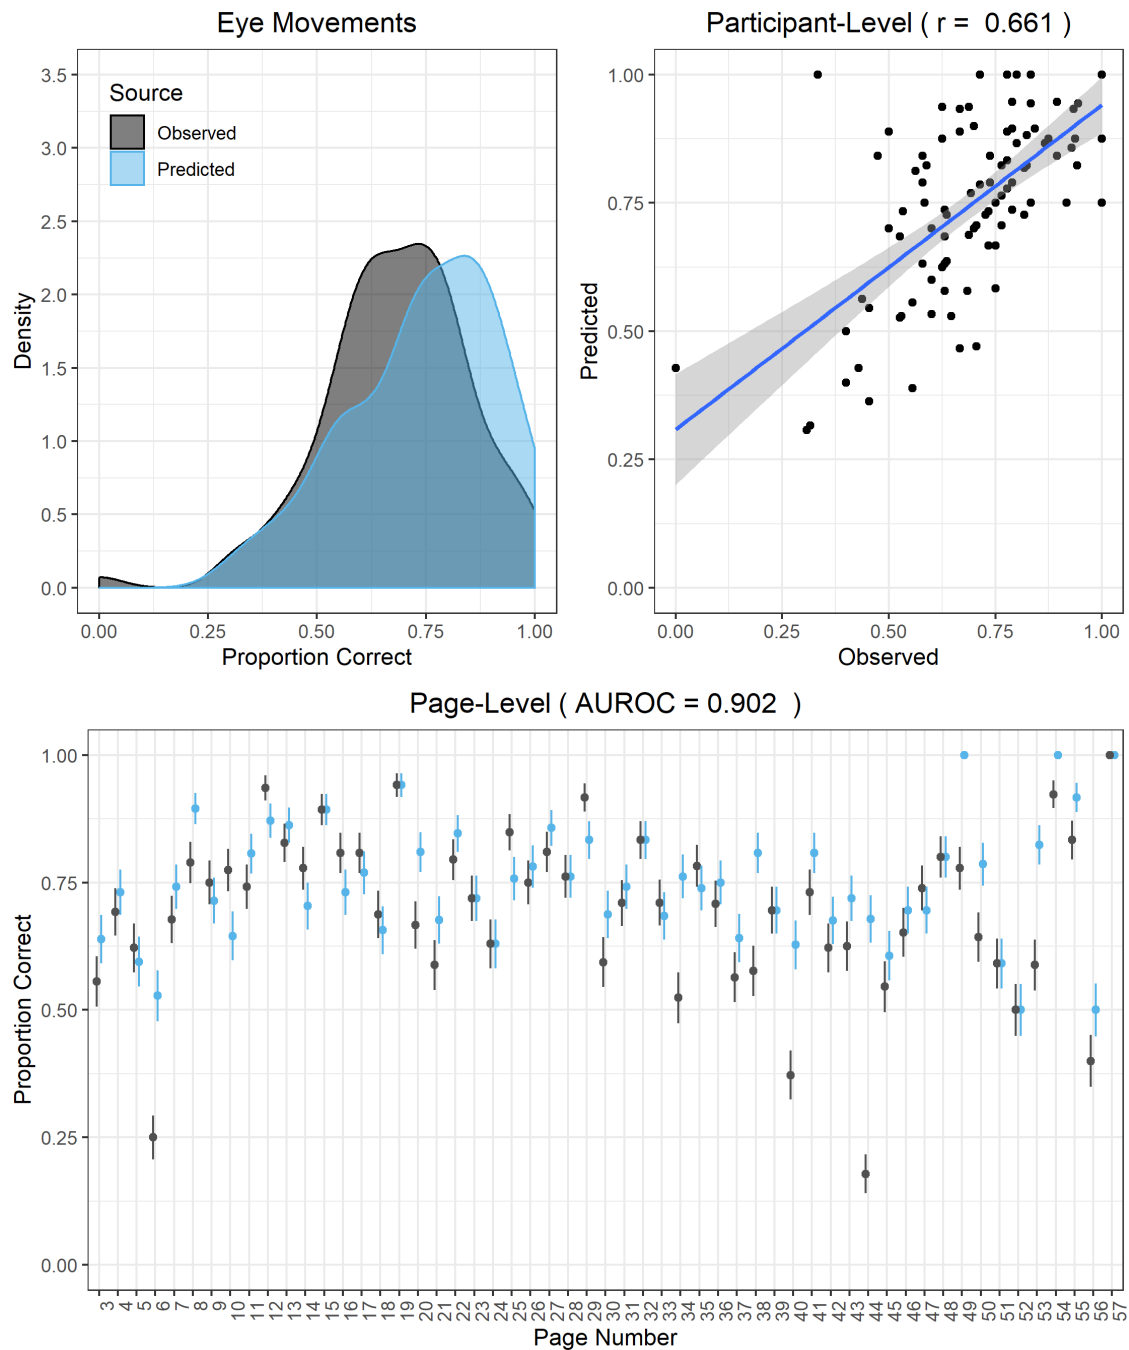 Eye Movements
Participant-Level ( r =  0.661 )
Source
Observed
Predicted
Density
3.5
3.0
2.5
2.0
1.5
1.0
0.5
0.0
0.00 0.25 0.50 0.75 1.00
Proportion Correct
Predicted
1.00
0.75
0.50
0.25
0.00
0.00 0.25 0.50 0.75 1.00
Observed
Page-Level ( AUROC = 0.902  )
Proportion Correct
1.00
0.75
0.50
0.25
0.00
3 4 5 6 7 8 9 10 11 12 13 14 15 16 17 18 19 20 21 22 23 24 25 26 27 28 29 30 31 32 33 34 35 36 37 38 39 40 41 42 43 44 45 46 47 48 49 50 51 52 53 54 55 56 57
Page Number